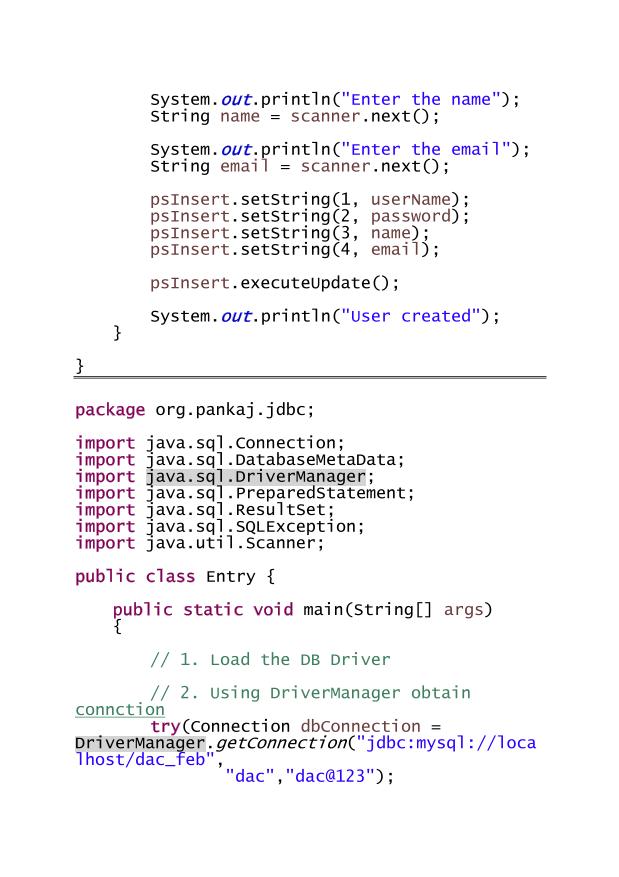 System.out.println("Enter the name");
String name = scanner.next();
System.out.println("Enter the email");
String email = scanner.next();
psInsert.setString(1, userName);
psInsert.setString(2, password);
psInsert.setString(3, name);
psInsert.setString(4, email);
psInsert.executeUpdate();
System.out.println("User created");
}
}
package org.pankaj.jdbc;
import java.sql.Connection;
import java.sql.DatabaseMetaData;
import java.sql.DriverManager;
import java.sql.PreparedStatement;
import java.sql.ResultSet;
import java.sql.SQLException;
import java.util.Scanner;
public class Entry {
public static void main(String[] args)
{
// 1. Load the DB Driver
// 2. Using DriverManager obtain
connction
try(Connection dbConnection =
DriverManager.getConnection("jdbc:mysql://loca
lhost/dac_feb",
"dac","dac@123");